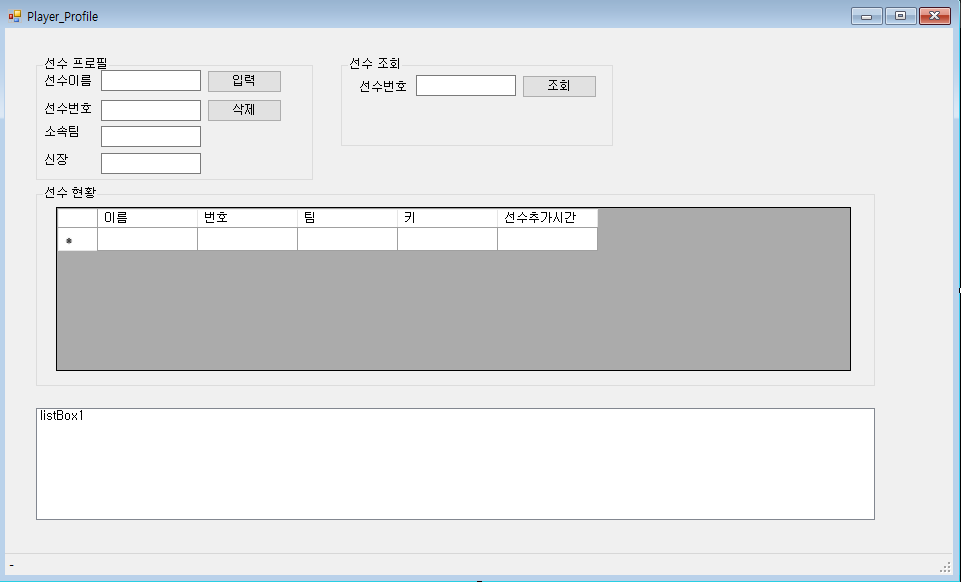 Player_Profile
선수 프로필
선수이름 입력
선수번호 삭제
소속팀
신장
선수 조회
선수번호 조회
선수 현황
이름 번호 팀 키 선수추가시간
listBox1
-